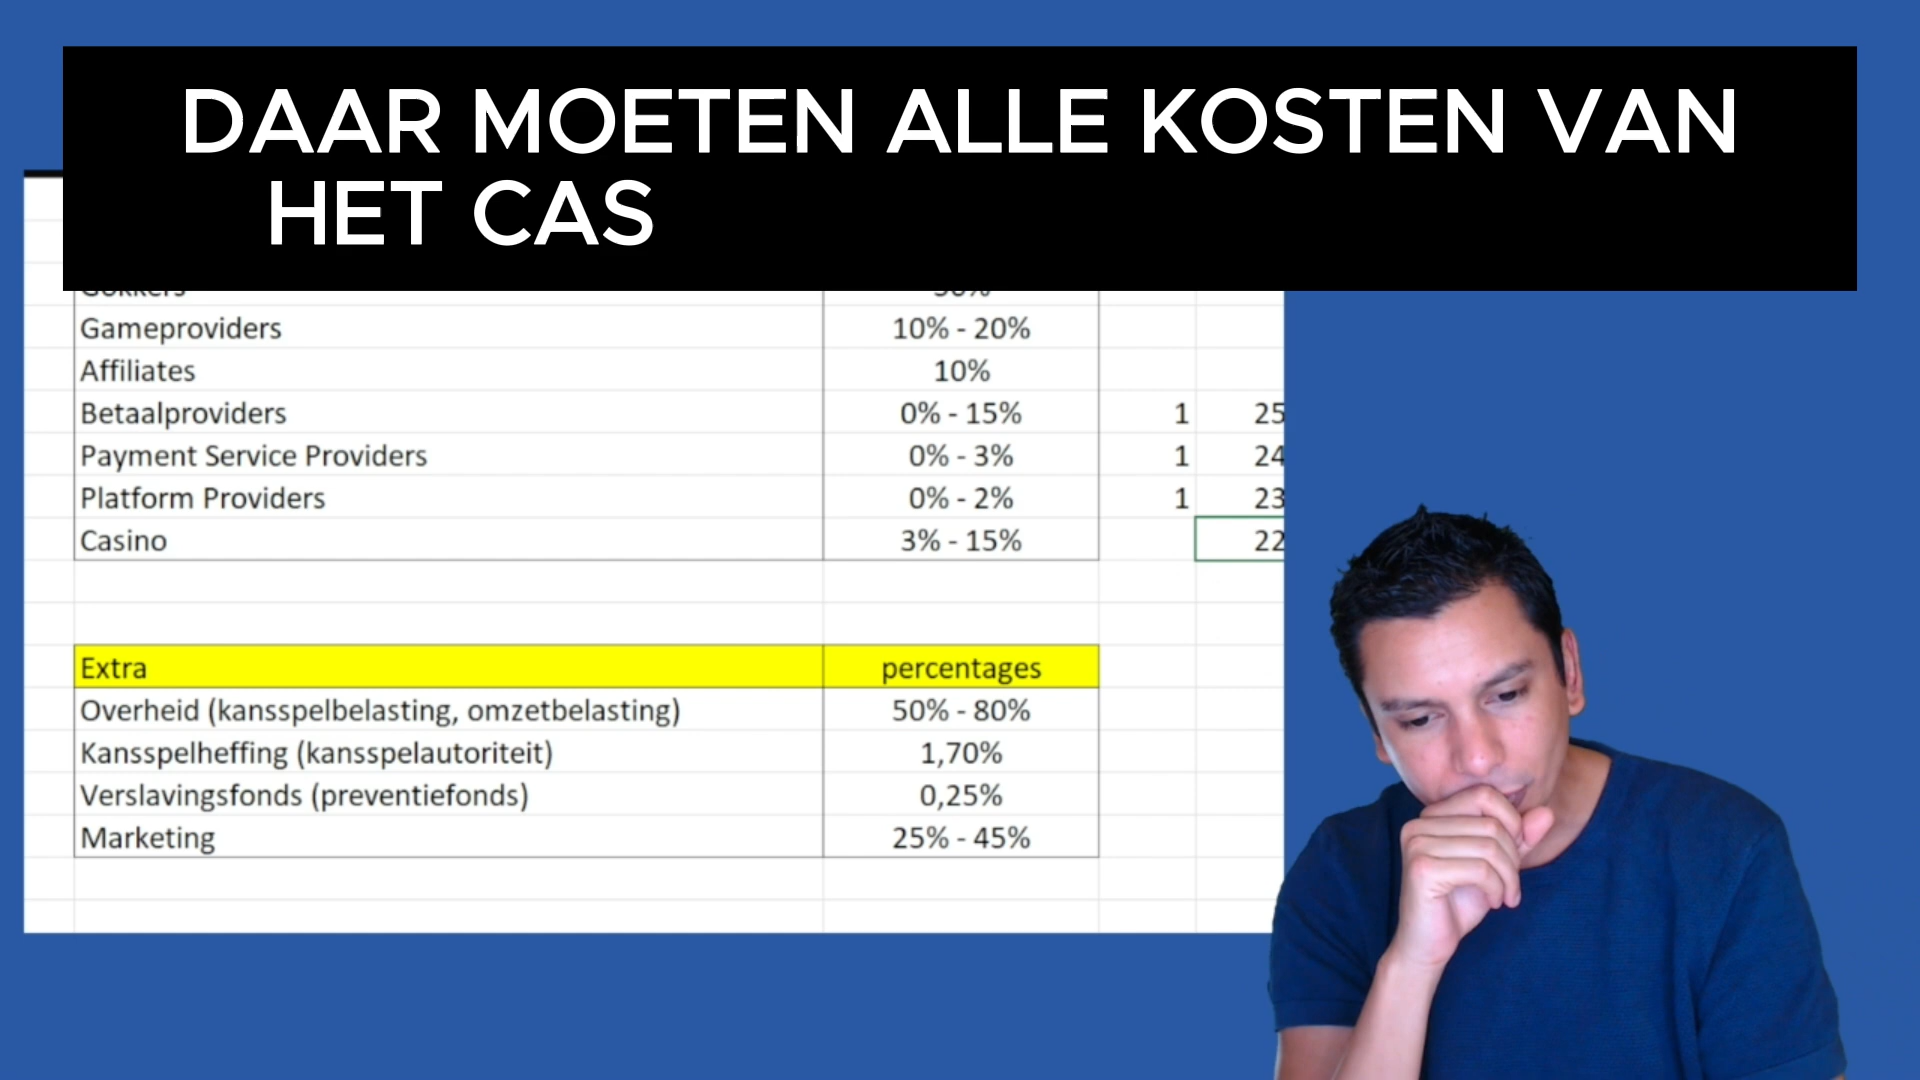 DAAR MOETEN ALLE KOSTEN VAN
HET CAS
Gameproviders 10% - 20%
Affiliates 10%
Betaalproviders 0% - 15% 1 25
Payment Service Providers 0% - 3% 1 24
Platform Providers 0% - 2% 1 23
Casino 3% - 15% 22
Extra percentages
Overheid (kansspelbelasting, omzetbelasting) 50% - 80%
Kansspelheffing (kansspelautoriteit) 1,70%
Verslavingsfonds (preventiefonds) 0,25%
Marketing 25% - 45%